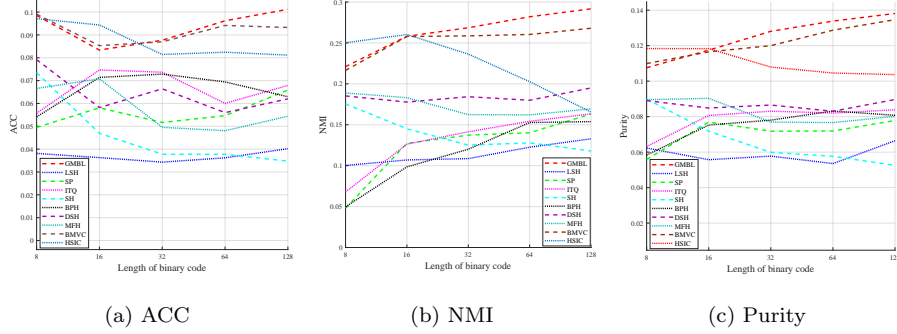 0.1
0.09
0.08
0.07
0.06
0.05
0.04
0.03
0.02
0.01
0
ACC
GMBL
LSH
SP
ITQ
SH
BPH
DSH
MFH
BMVC
HSIC
8 16 32 64 128
Length of binary code
(a) ACC
0.3
0.25
0.2
0.15
0.1
0.05
0
NMI
GMBL
LSH
SP
ITQ
SH
BPH
DSH
MFH
BMVC
HSIC
8 16 32 64 128
Length of binary code
(b) NMI
0.14
0.12
0.1
0.08
0.06
0.04
0.02
Purity
GMBL
LSH
SP
ITQ
SH
BPH
DSH
MFH
BMVC
HSIC
8 16 32 64 12
Length of binary code
(c) Purity